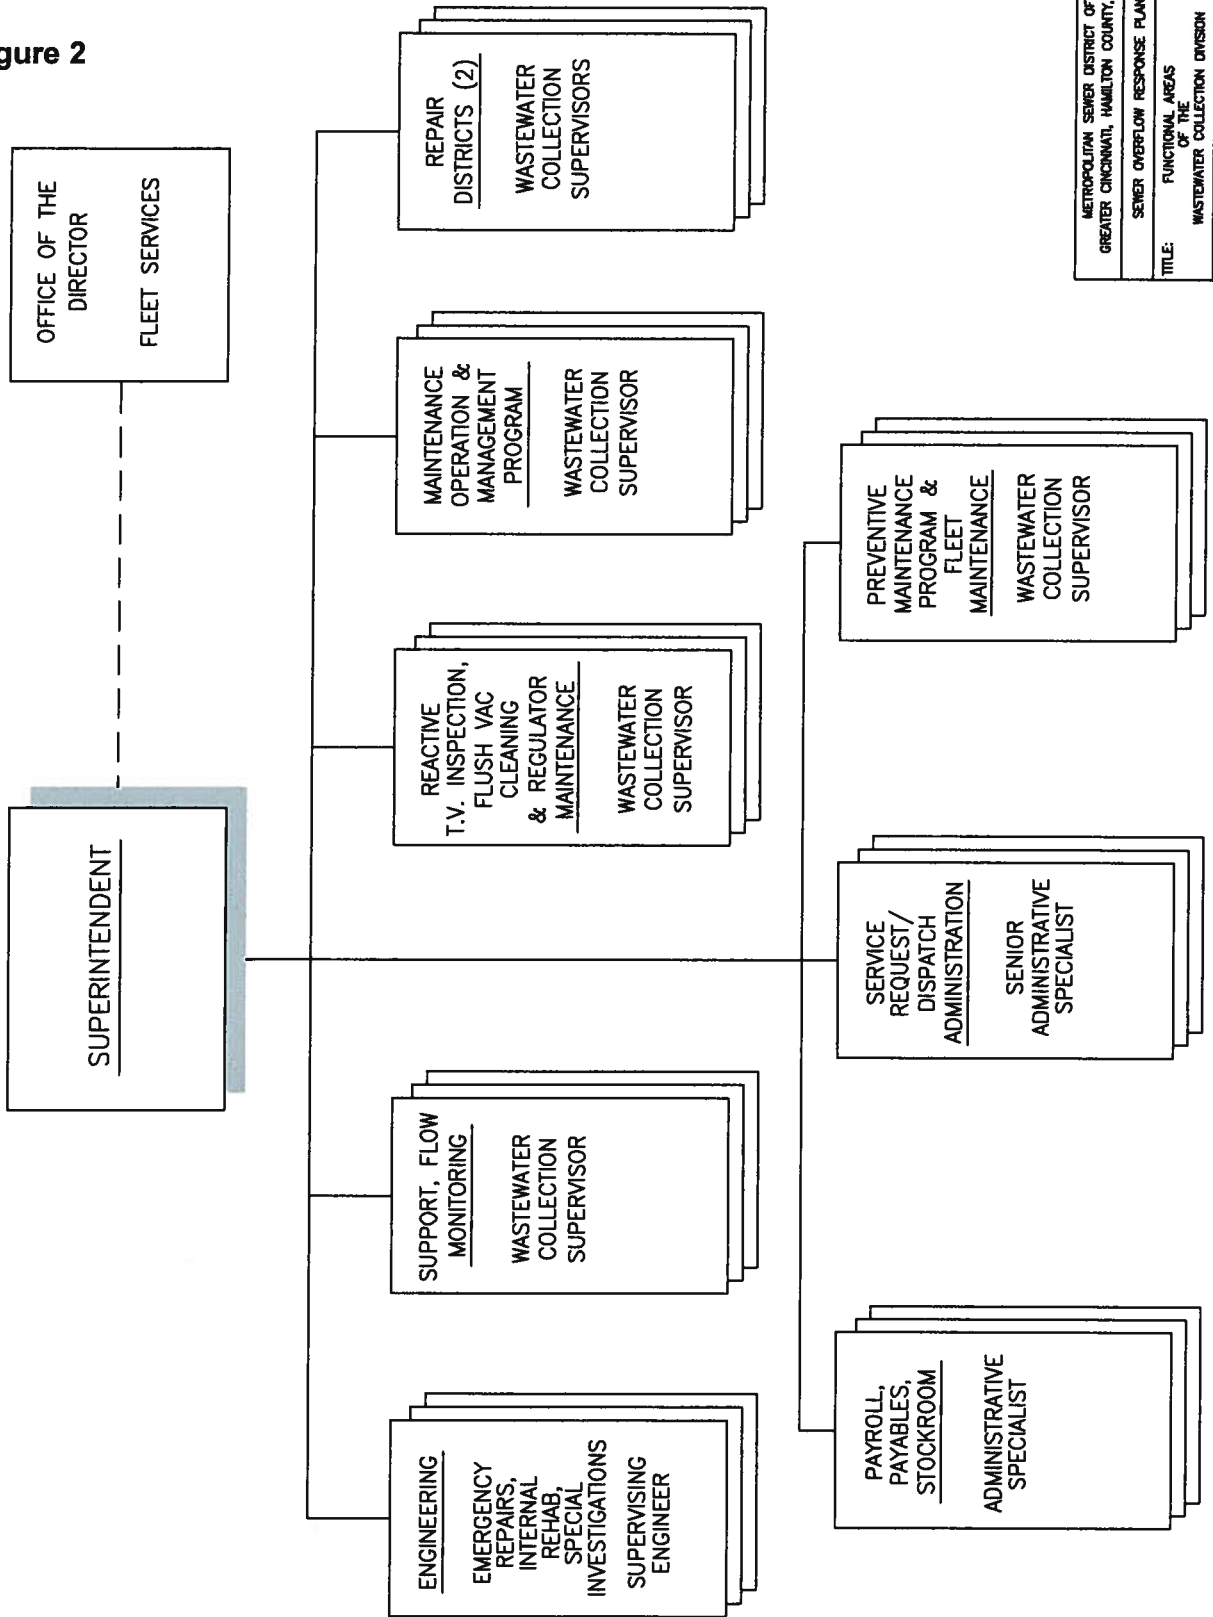 gure 2
SUPERINTENDENT
OFFICE OF THE
DIRECTOR
FLEET SERVICES
ENGINEERING
EMERGENCY
REPAIRS,
INTERNAL
REHAB,
SPECIAL
INVESTIGATIONS
SUPERVISING
ENGINEER
SUPPORT, FLOW
MONITORING
WASTEWATER
COLLECTION
SUPERVISOR
REACTIVE
T.V. INSPECTION,
FLUSH VAC
CLEANING
& REGULATOR
MAINTENANCE
WASTEWATER
COLLECTION
SUPERVISOR
MAINTENANCE
OPERATION &
MANAGEMENT
PROGRAM
WASTEWATER
COLLECTION
SUPERVISOR
REPAIR
DISTRICTS (2)
WASTEWATER
COLLECTION
SUPERVISORS
PAYROLL,
PAYABLES,
STOCKROOM
ADMINISTRATIVE
SPECIALIST
SERVICE
REQUEST/
DISPATCH
ADMINISTRATION
SENIOR
ADMINISTRATIVE
SPECIALIST
PREVENTIVE
MAINTENANCE
PROGRAM &
FLEET
MAINTENANCE
WASTEWATER
COLLECTION
SUPERVISOR
METROPOLITAN SEWER DISTRICT OF
GREATER CINCINNATI, HAMILTON COUNTY,
SEWER OVERFLOW RESPONSE PLAN
TITLE: FUNCTIONAL AREAS
OF THE
WASTEWATER COLLECTION DIVISION